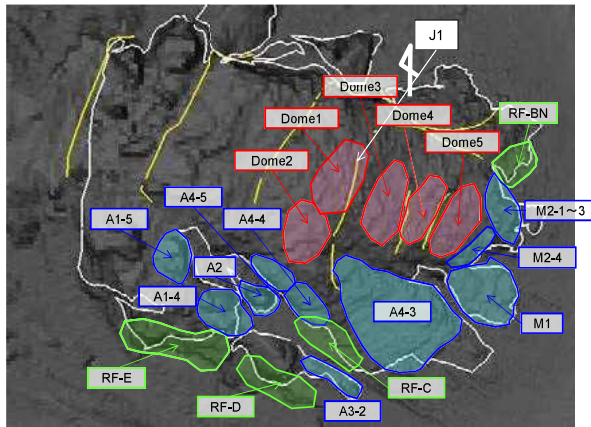 J1
Dome3
RF-BN
Dome1
Dome4
Dome5
Dome2
A4-5
A1-5
A4-4
M2-1～3
A2
M2-4
A1-4
A4-3
M1
RF-E
RF-C
RF-D
A3-2